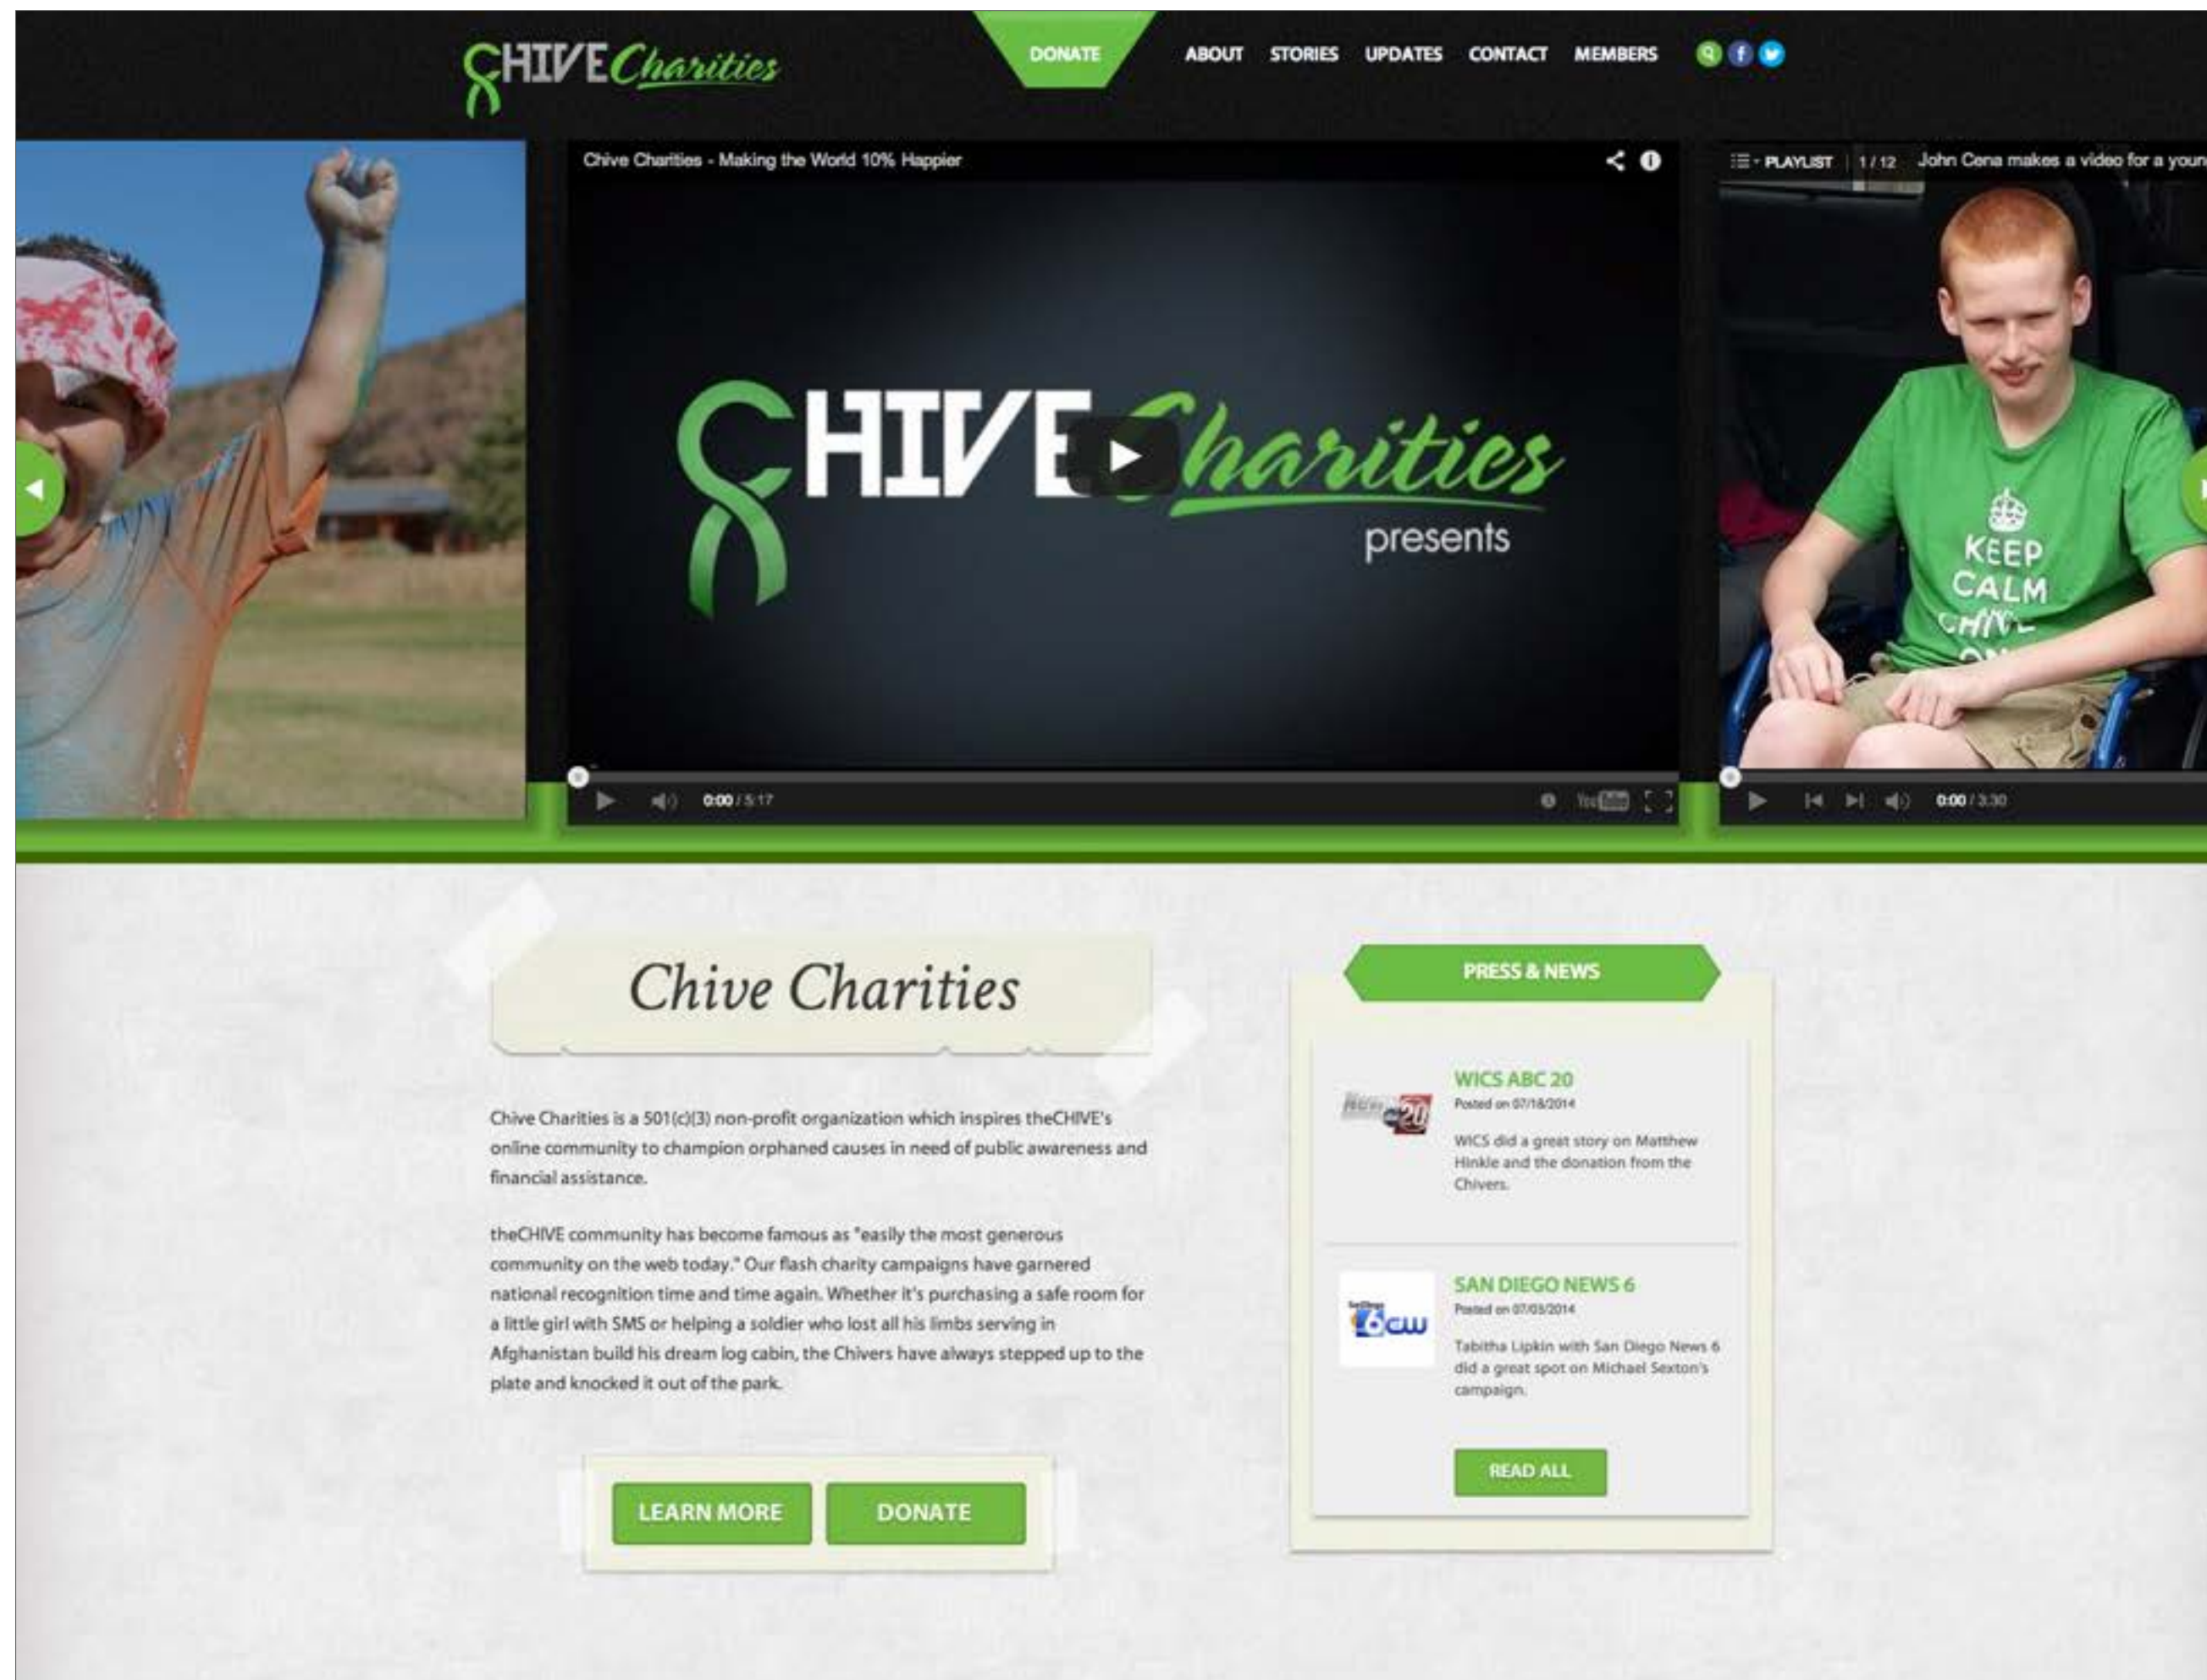 CHIVE Charities
DONATE
ABOUT STORIES UPDATES CONTACT MEMBERS
Chive Charities - Making the World 10% Happier
CHIVE Charities
presents
0:00 / 5:17
YouTube
PLAYLIST 1 / 12 John Cena makes a video for a youn
KEEP
CALM
CHIVE
ON
0:00 / 3:30
Chive Charities
Chive Charities is a 501(c)(3) non-profit organization which inspires theCHIVE's
online community to champion orphaned causes in need of public awareness and
financial assistance.
theCHIVE community has become famous as "easily the most generous
community on the web today." Our flash charity campaigns have garnered
national recognition time and time again. Whether it's purchasing a safe room for
a little girl with SMS or helping a soldier who lost all his limbs serving in
Afghanistan build his dream log cabin, the Chivers have always stepped up to the
plate and knocked it out of the park.
LEARN MORE DONATE
PRESS & NEWS
20
WICS ABC 20
Posted on 07/18/2014
WICS did a great story on Matthew
Hinkle and the donation from the
Chivers.
San Diego
6 CW
SAN DIEGO NEWS 6
Posted on 07/03/2014
Tabitha Lipkin with San Diego News 6
did a great spot on Michael Sexton's
campaign.
READ ALL